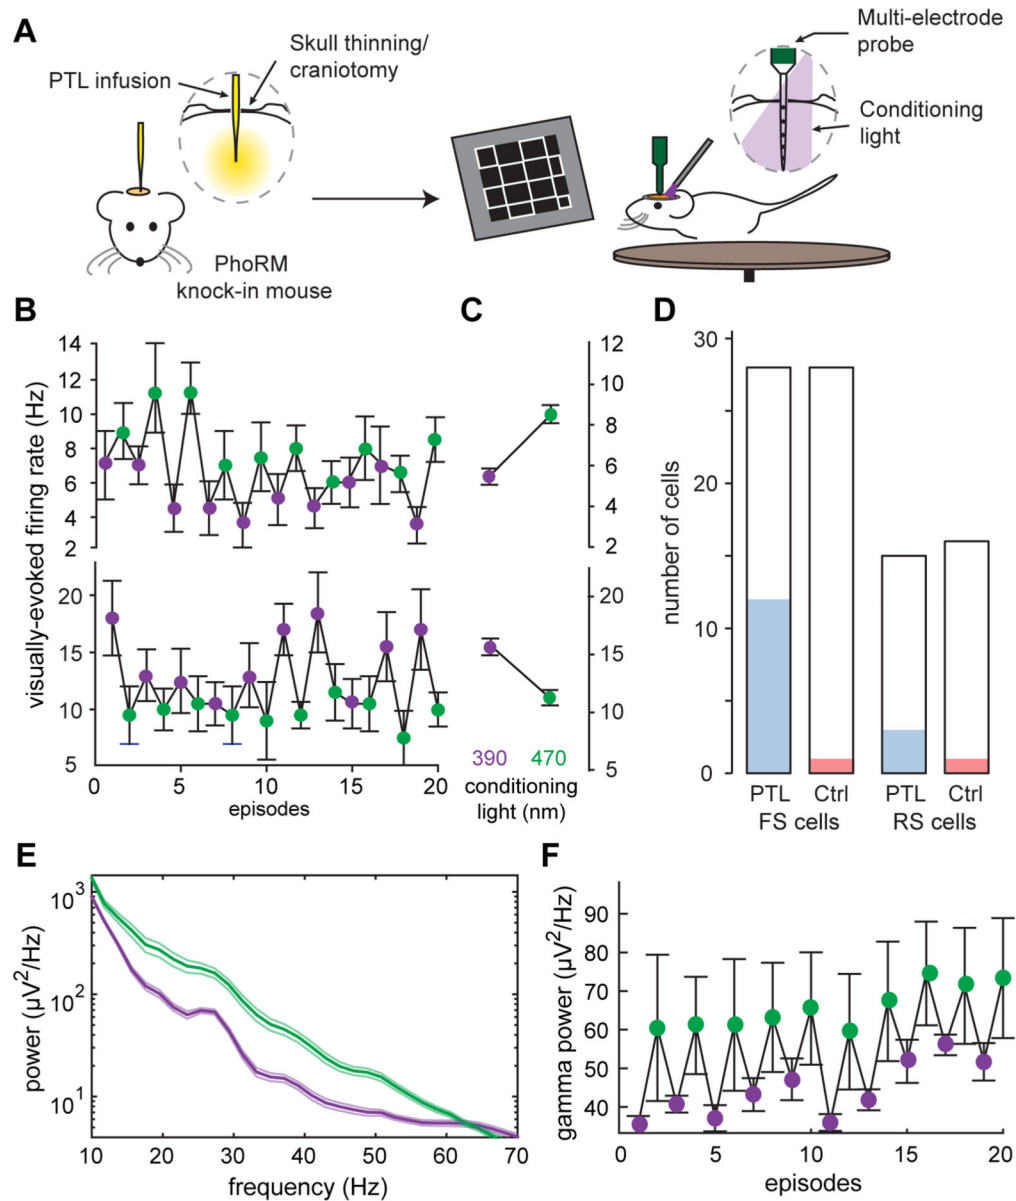 A
PTL infusion
Skull thinning/
craniotomy
PhoRM
knock-in mouse
Multi-electrode
probe
Conditioning
light
B
visually-evoked firing rate (Hz)
14
12
10
8
6
4
2
20
15
10
5
0 5 10 15 20
episodes
C
12
10
8
6
4
2
20
15
10
5
390 470
conditioning
light (nm)
D
number of cells
30
20
10
0
PTL Ctrl PTL Ctrl
FS cells RS cells
E
power (µV²/Hz)
10³
10²
10¹
10 20 30 40 50 60 70
frequency (Hz)
F
gamma power (µV²/Hz)
90
80
70
60
50
40
0 5 10 15 20
episodes